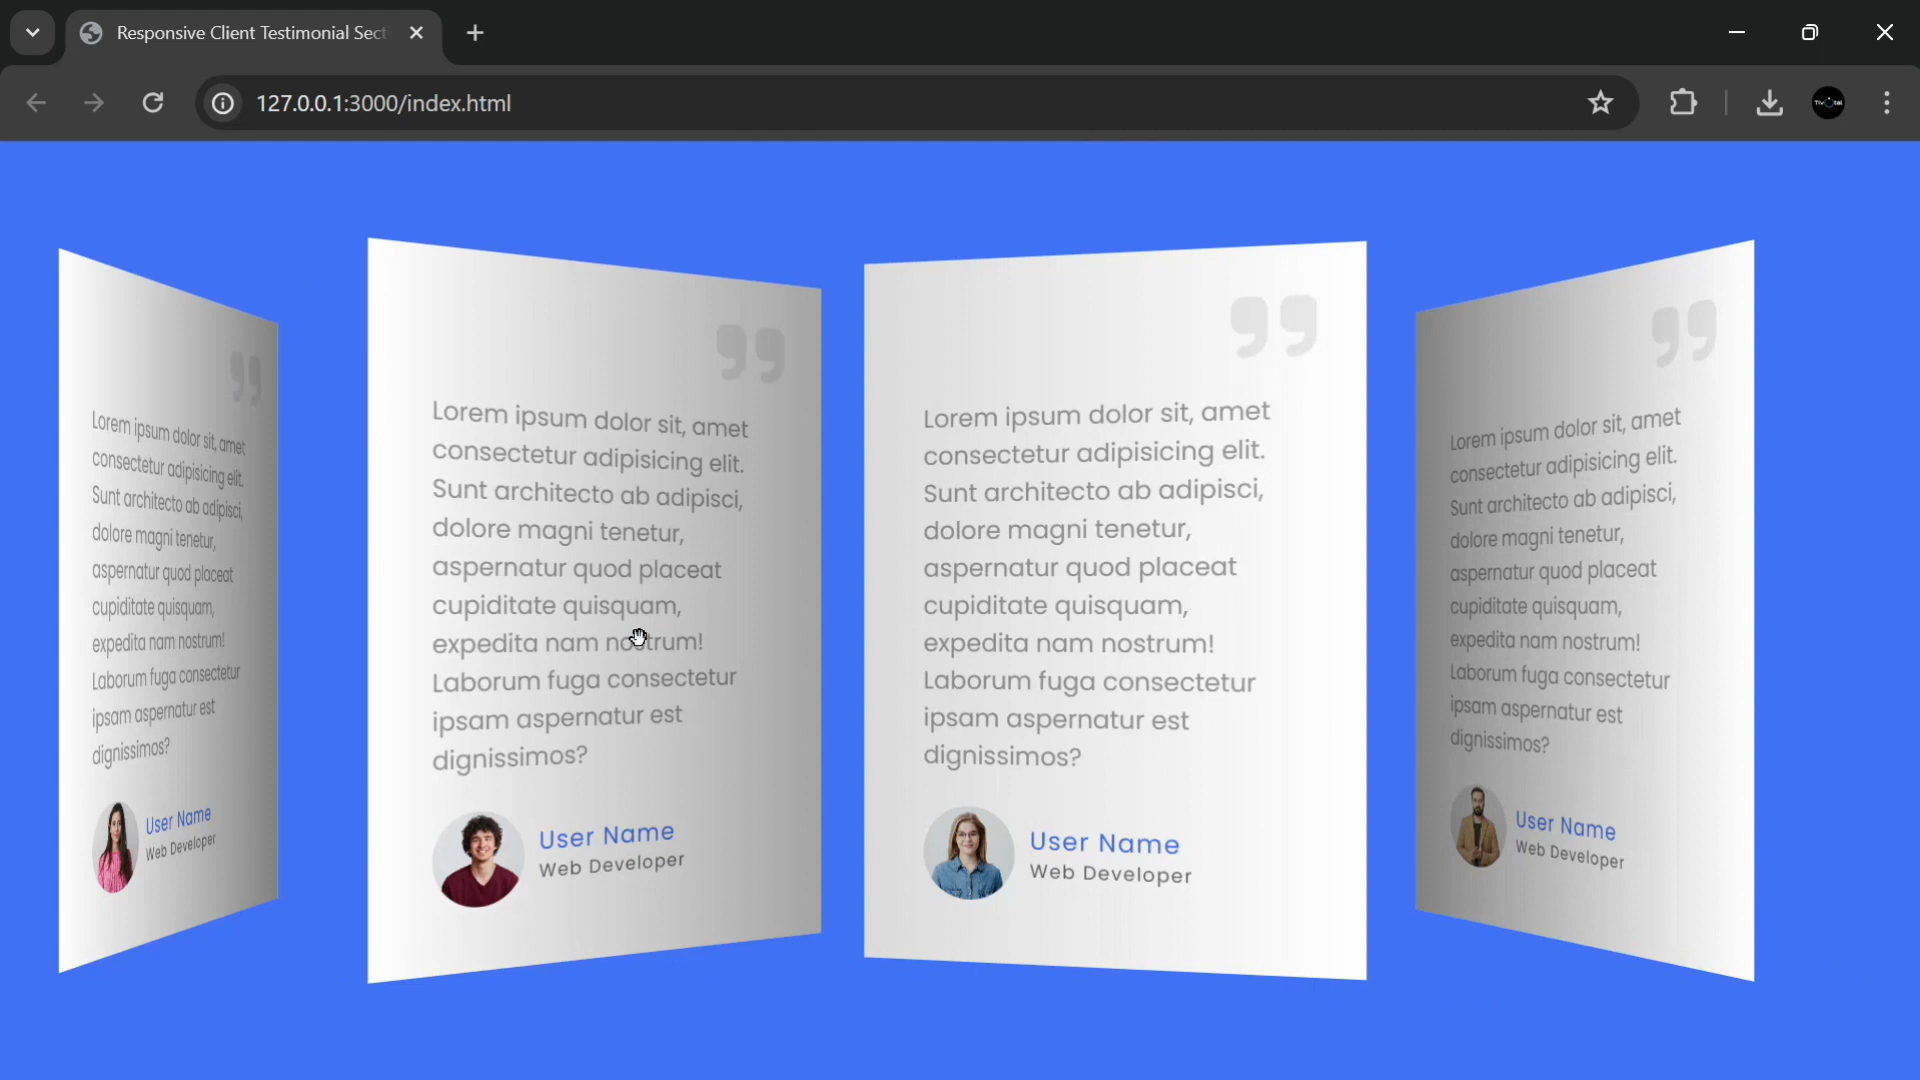 Responsive Client Testimonial Sect
127.0.0.1:3000/index.html
Lorem ipsum dolor sit, amet
consectetur adipisicing elit.
Sunt architecto ab adipisci,
dolore magni tenetur,
aspernatur quod placeat
cupiditate quisquam,
expedita nam nostrum!
Laborum fuga consectetur
ipsam aspernatur est
dignissimos?
User Name
Web Developer
Lorem ipsum dolor sit, amet
consectetur adipisicing elit.
Sunt architecto ab adipisci,
dolore magni tenetur,
aspernatur quod placeat
cupiditate quisquam,
expedita nam nostrum!
Laborum fuga consectetur
ipsam aspernatur est
dignissimos?
User Name
Web Developer
Lorem ipsum dolor sit, amet
consectetur adipisicing elit.
Sunt architecto ab adipisci,
dolore magni tenetur,
aspernatur quod placeat
cupiditate quisquam,
expedita nam nostrum!
Laborum fuga consectetur
ipsam aspernatur est
dignissimos?
User Name
Web Developer
Lorem ipsum dolor sit, amet
consectetur adipisicing elit.
Sunt architecto ab adipisci,
dolore magni tenetur,
aspernatur quod placeat
cupiditate quisquam,
expedita nam nostrum!
Laborum fuga consectetur
ipsam aspernatur est
dignissimos?
User Name
Web Developer